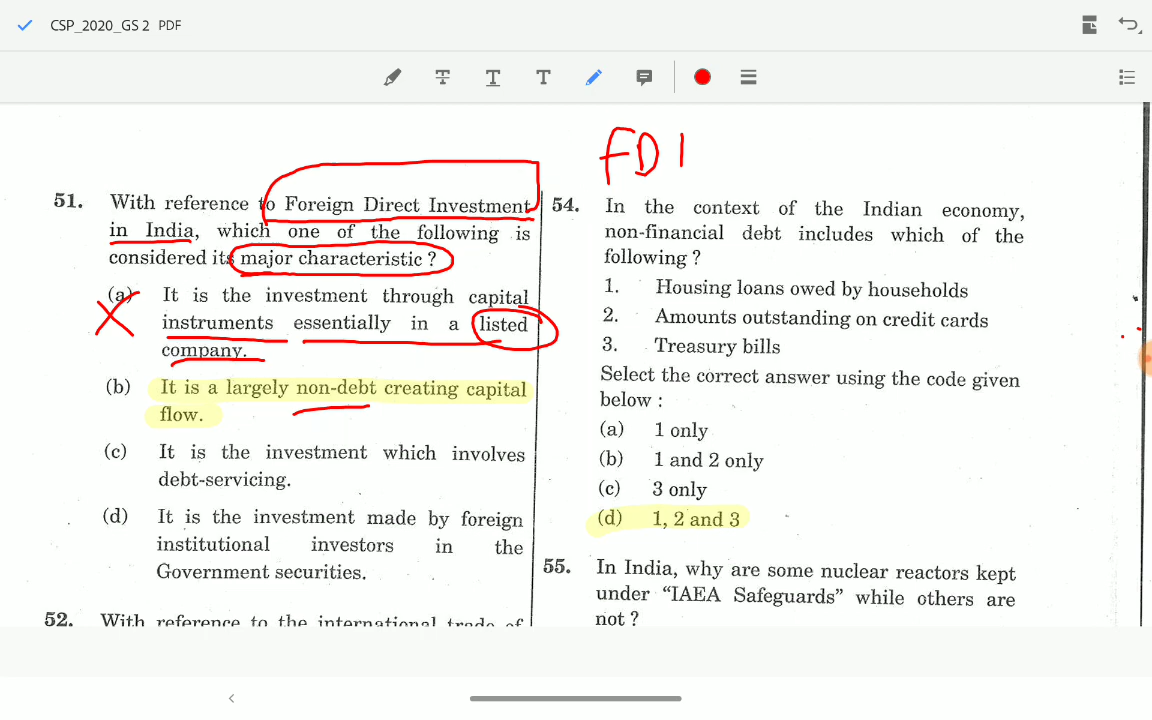 CSP_2020_GS 2 PDF
FDI
51. With reference to Foreign Direct Investment
in India, which one of the following is
considered its major characteristic ?
(a) It is the investment through capital
instruments essentially in a listed
company.
(b) It is a largely non-debt creating capital
flow.
(c) It is the investment which involves
debt-servicing.
(d) It is the investment made by foreign
institutional investors in the
Government securities.
52. With reference to the international trade of
54. In the context of the Indian economy,
non-financial debt includes which of the
following ?
1. Housing loans owed by households
2. Amounts outstanding on credit cards
3. Treasury bills
Select the correct answer using the code given
below :
(a) 1 only
(b) 1 and 2 only
(c) 3 only
(d) 1, 2 and 3
55. In India, why are some nuclear reactors kept
under “IAEA Safeguards” while others are
not ?